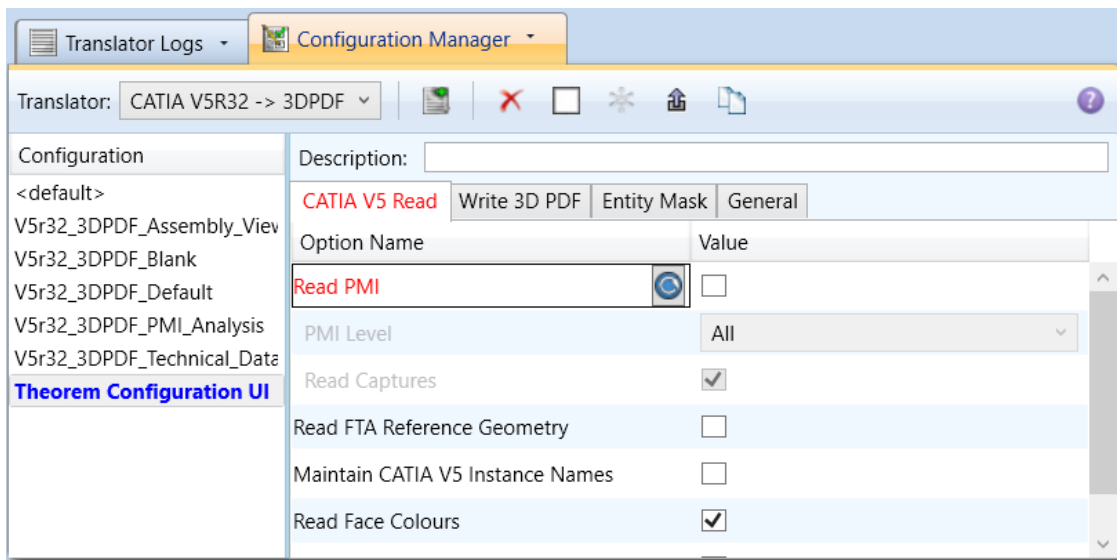 Translator Logs
Configuration Manager
Translator: CATIA V5R32 -> 3DPDF
?
Configuration
Description:
<default>
V5r32_3DPDF_Assembly_View
V5r32_3DPDF_Blank
V5r32_3DPDF_Default
V5r32_3DPDF_PMI_Analysis
V5r32_3DPDF_Technical_Data
Theorem Configuration UI
CATIA V5 Read
Write 3D PDF
Entity Mask
General
Option Name
Value
Read PMI
PMI Level
All
Read Captures
Read FTA Reference Geometry
Maintain CATIA V5 Instance Names
Read Face Colours